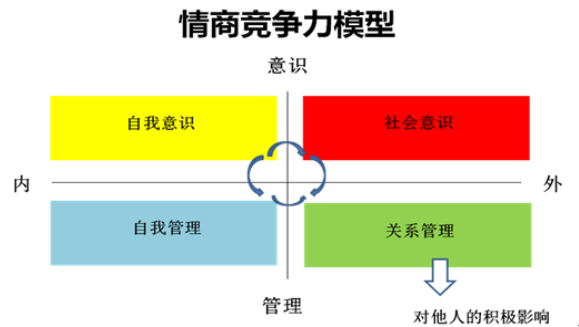 情商竞争力模型
意识
自我意识
社会意识
内
外
自我管理
关系管理
管理
对他人的积极影响